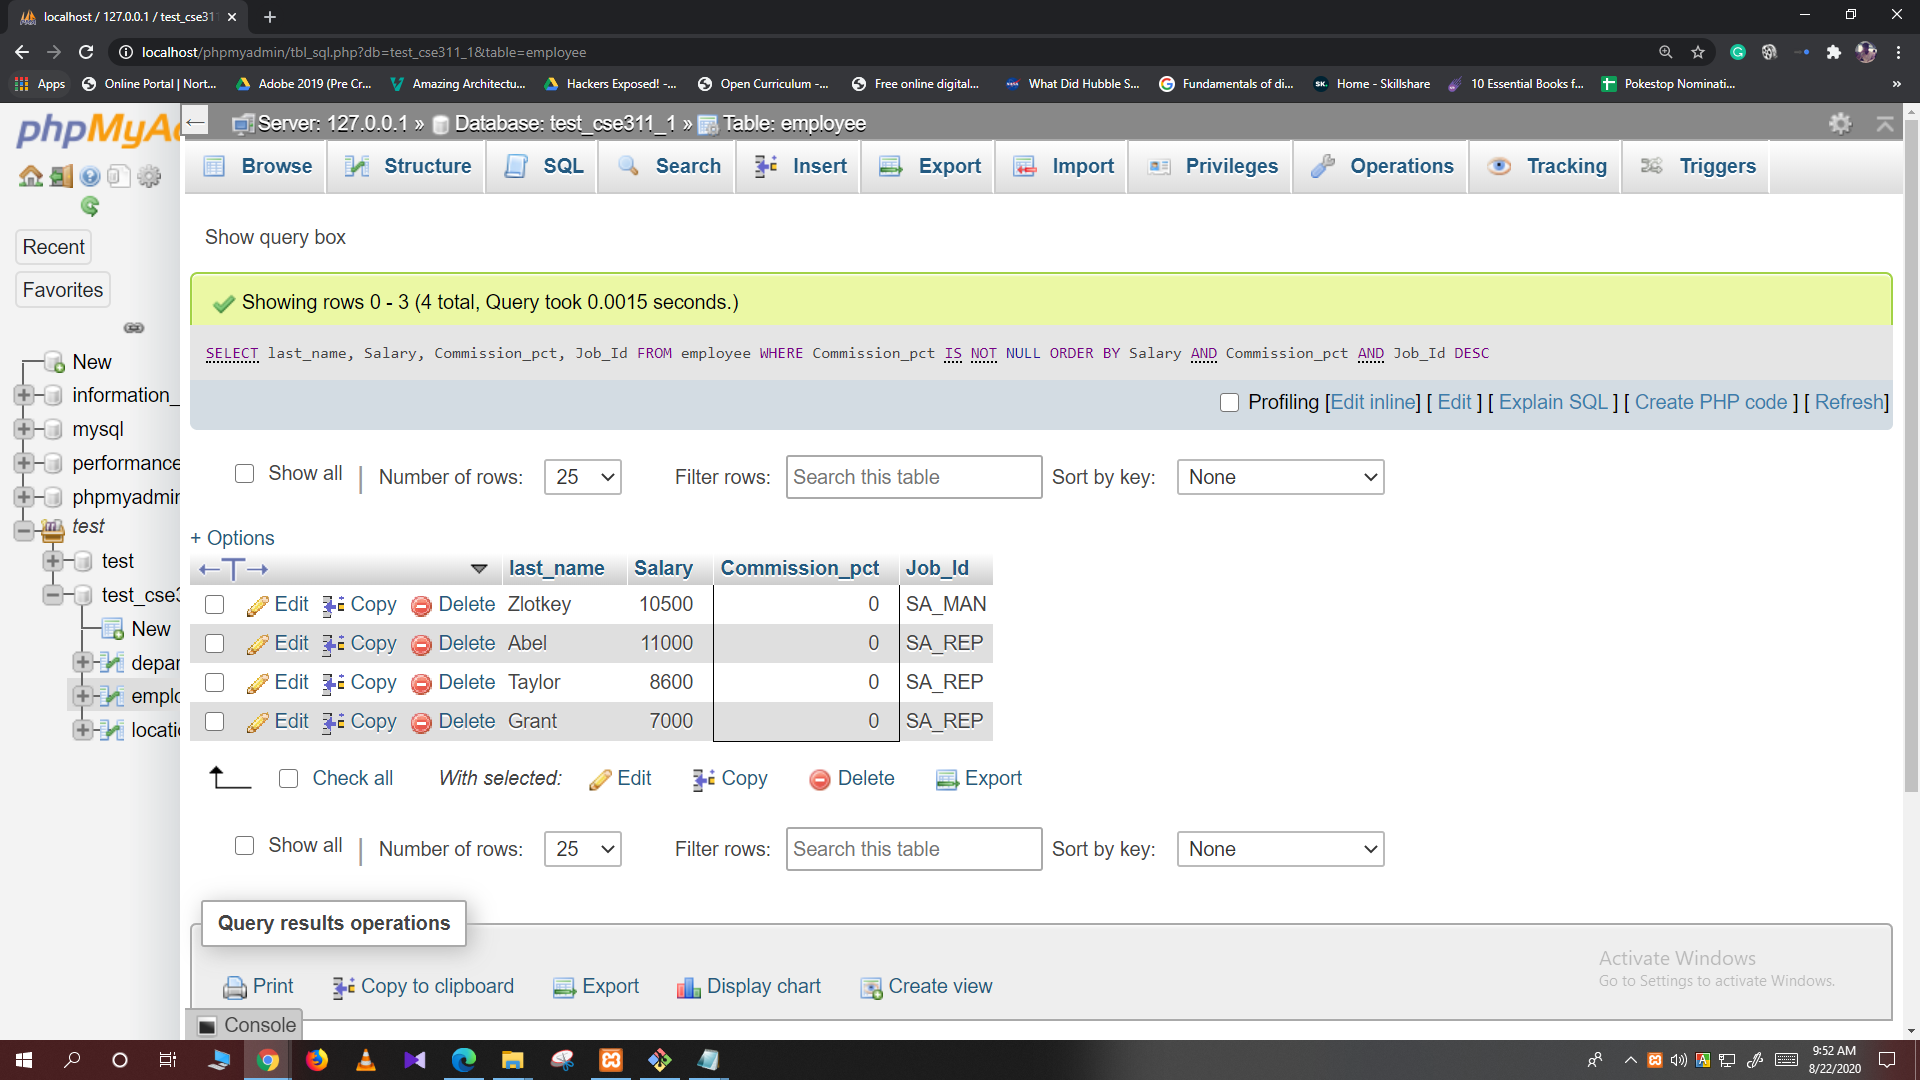 localhost / 127.0.0.1 / test_cse311
localhost/phpmyadmin/tbl_sql.php?db=test_cse311_1&table=employee
Apps Online Portal | Nort... Adobe 2019 (Pre Cr... Amazing Architectu... Hackers Exposed! -... Open Curriculum -... Free online digital... What Did Hubble S... Fundamentals of di... Home - Skillshare 10 Essential Books f... Pokestop Nominati... »
phpMyAd
Recent
Favorites
New
information_
mysql
performance
phpmyadmin
test
test
test_cse3
New
depar
emplo
locatio
Server: 127.0.0.1 » Database: test_cse311_1 » Table: employee
Browse Structure SQL Search Insert Export Import Privileges Operations Tracking Triggers
Show query box
Showing rows 0 - 3 (4 total, Query took 0.0015 seconds.)
SELECT last_name, Salary, Commission_pct, Job_Id FROM employee WHERE Commission_pct IS NOT NULL ORDER BY Salary AND Commission_pct AND Job_Id DESC
Profiling [Edit inline] [ Edit ] [ Explain SQL ] [ Create PHP code ] [ Refresh]
Show all | Number of rows: 25 Filter rows: Search this table Sort by key: None
+ Options
←T→ last_name Salary Commission_pct Job_Id
Edit Copy Delete Zlotkey 10500 0 SA_MAN
Edit Copy Delete Abel 11000 0 SA_REP
Edit Copy Delete Taylor 8600 0 SA_REP
Edit Copy Delete Grant 7000 0 SA_REP
Check all With selected: Edit Copy Delete Export
Show all | Number of rows: 25 Filter rows: Search this table Sort by key: None
Query results operations
Print Copy to clipboard Export Display chart Create view
Console
Activate Windows
Go to Settings to activate Windows.
9:52 AM
8/22/2020